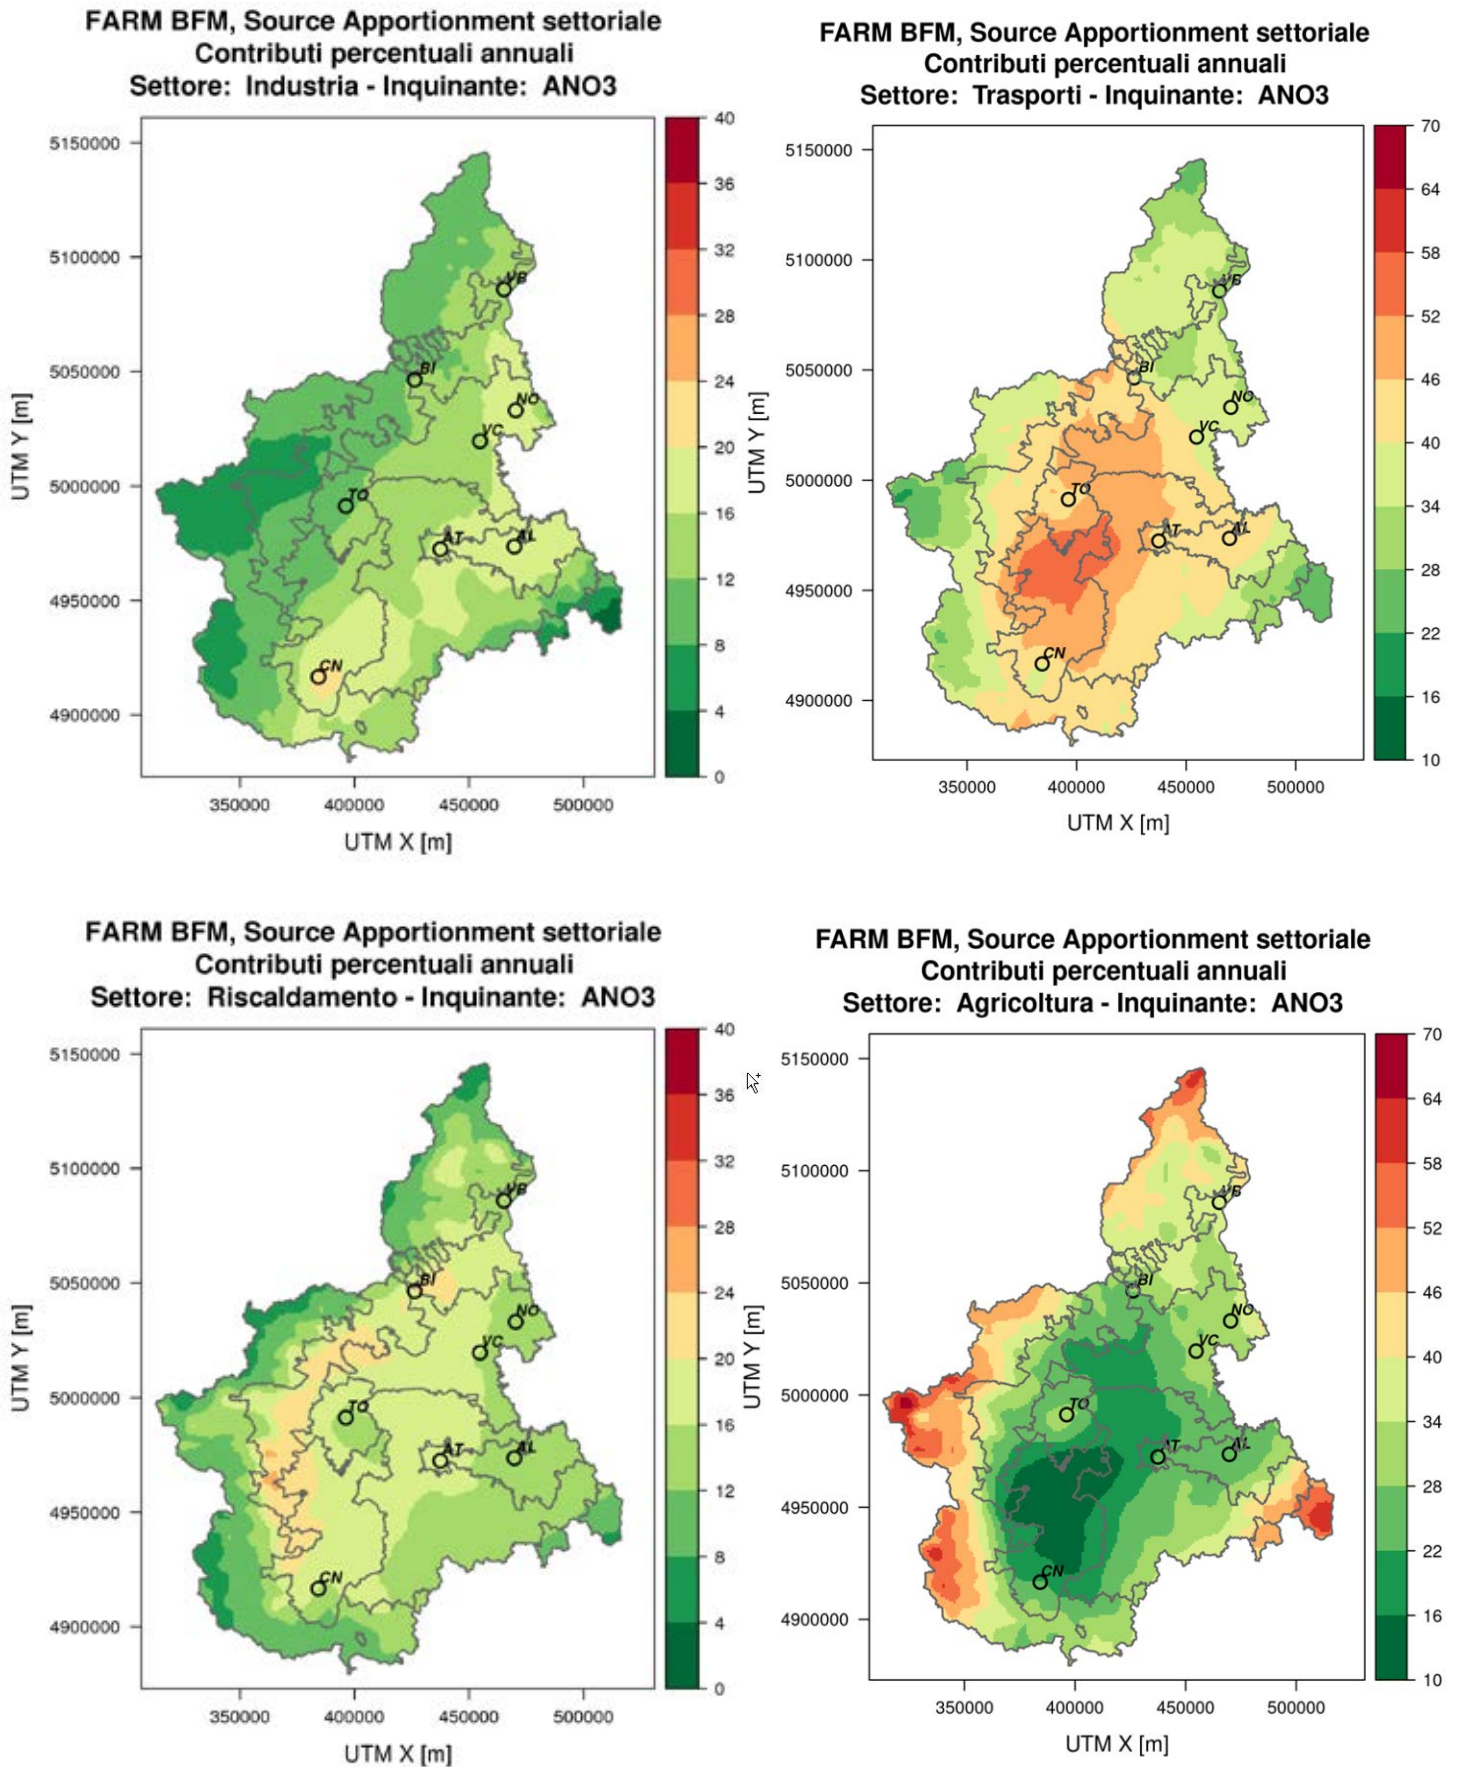 FARM BFM, Source Apportionment settoriale
Contributi percentuali annuali
Settore: Industria - Inquinante: ANO3
UTM Y [m]
5150000
5100000
5050000
5000000
4950000
4900000
VB
BI
NO
VC
TO
AT
AL
CN
350000
400000
450000
500000
UTM X [m]
40
36
32
28
24
20
16
12
8
4
0
FARM BFM, Source Apportionment settoriale
Contributi percentuali annuali
Settore: Trasporti - Inquinante: ANO3
UTM Y [m]
5150000
5100000
5050000
5000000
4950000
4900000
VB
BI
NO
VC
TO
AT
AL
CN
350000
400000
450000
500000
UTM X [m]
70
64
58
52
46
40
34
28
22
16
10
FARM BFM, Source Apportionment settoriale
Contributi percentuali annuali
Settore: Riscaldamento - Inquinante: ANO3
UTM Y [m]
5150000
5100000
5050000
5000000
4950000
4900000
VB
BI
NO
VC
TO
AT
AL
CN
350000
400000
450000
500000
UTM X [m]
40
36
32
28
24
20
16
12
8
4
0
FARM BFM, Source Apportionment settoriale
Contributi percentuali annuali
Settore: Agricoltura - Inquinante: ANO3
UTM Y [m]
5150000
5100000
5050000
5000000
4950000
4900000
VB
BI
NO
VC
TO
AT
AL
CN
350000
400000
450000
500000
UTM X [m]
70
64
58
52
46
40
34
28
22
16
10